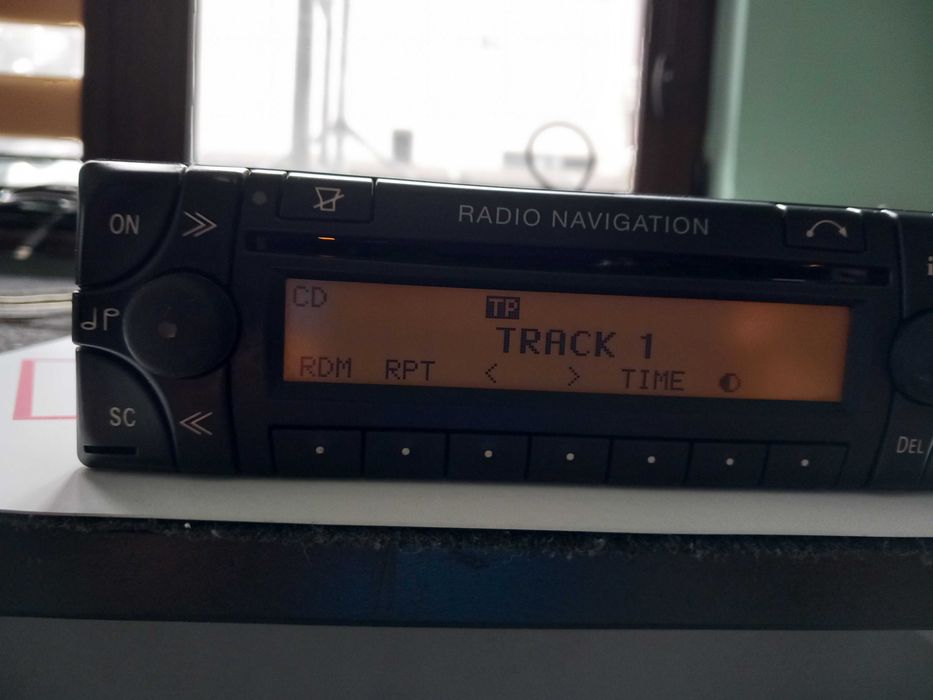 RADIO NAVIGATION
ON
CD
TP
TRACK 1
RDM RPT < > TIME
SC
DEL